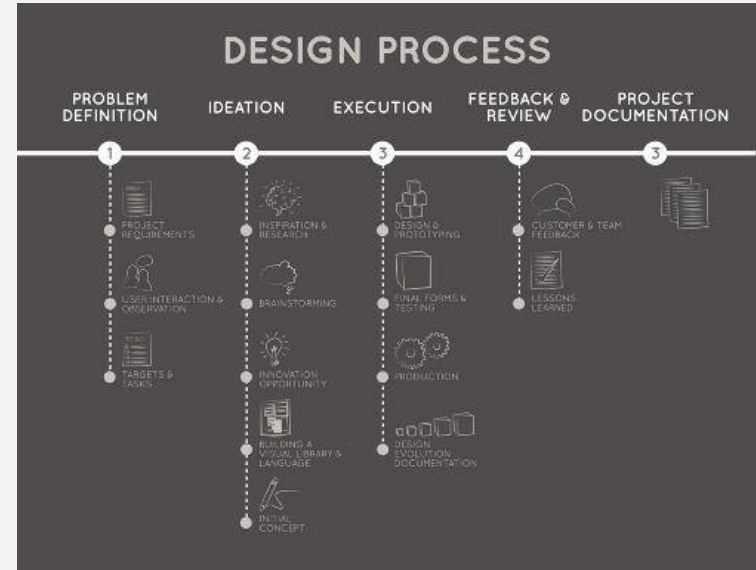 DESIGN PROCESS
PROBLEM
DEFINITION
1
PROJECT
REQUIREMENTS
USER INTERACTION &
OBSERVATION
TARGETS &
TASKS
IDEATION
2
INSPIRATION &
RESEARCH
BRAINSTORMING
INNOVATION
OPPORTUNITY
BUILDING A
VISUAL LIBRARY &
LANGUAGE
INITIAL
CONCEPT
EXECUTION
3
DESIGN &
PROTOTYPING
FINAL FORMS &
TESTING
PRODUCTION
DESIGN
EVOLUTION
DOCUMENTATION
FEEDBACK &
REVIEW
4
CUSTOMER & TEAM
FEEDBACK
LESSONS
LEARNED
PROJECT
DOCUMENTATION
3